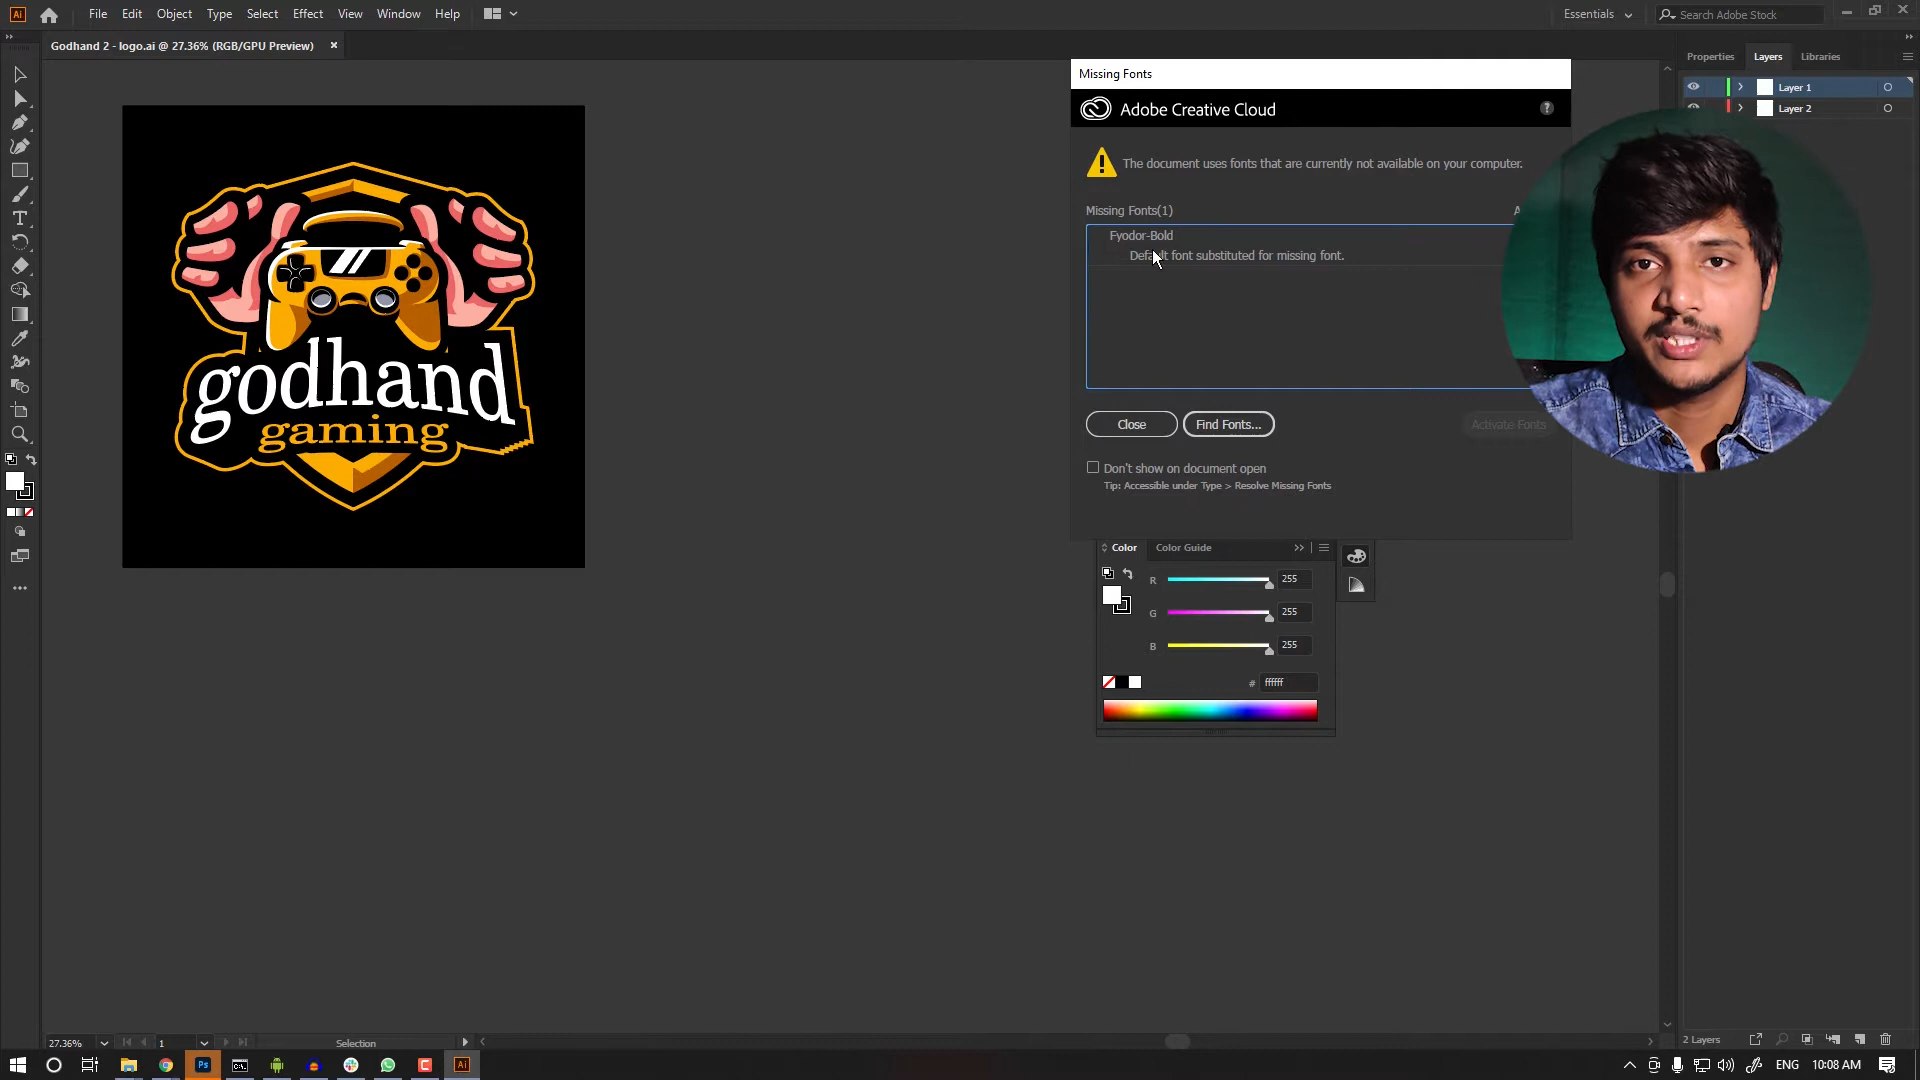 Ai File Edit Object Type Select Effect View Window Help Essentials Search Adobe Stock
Godhand 2 - logo.ai @ 27.36% (RGB/GPU Preview) ×
Missing Fonts
Adobe Creative Cloud ?
The document uses fonts that are currently not available on your computer.
Missing Fonts(1) A
Fyodor-Bold
Default font substituted for missing font.
Close Find Fonts... Activate Fonts
Don't show on document open
Tip: Accessible under Type > Resolve Missing Fonts
godhand
gaming
Color Color Guide
R 255
G 255
B 255
# ffffff
Properties Layers Libraries
Layer 1
Layer 2
2 Layers
27.36% 1 Selection
Ps Ai ENG 10:08 AM